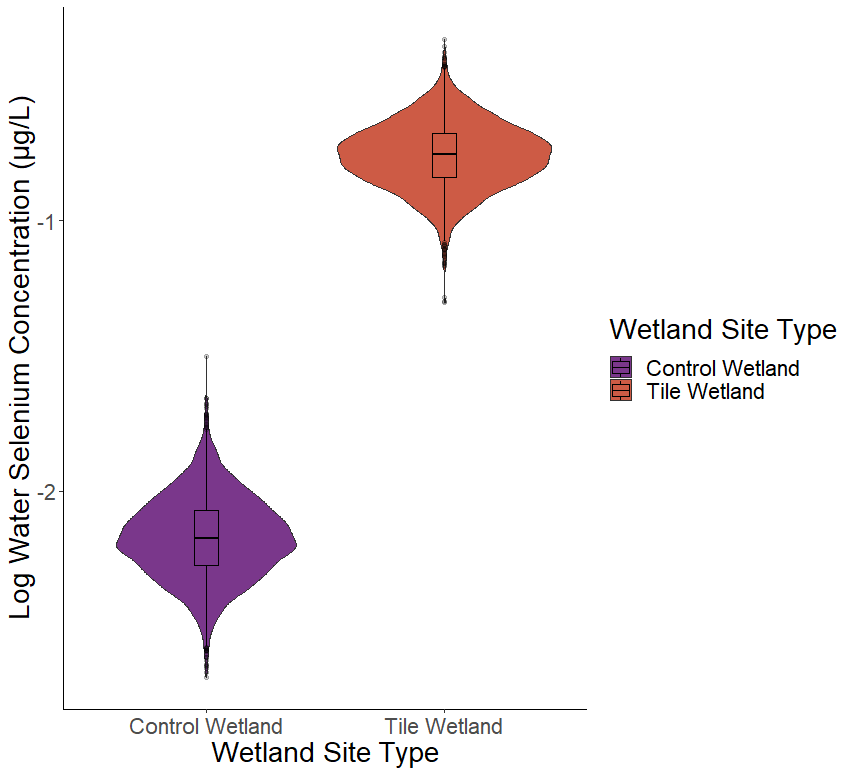 Log Water Selenium Concentration (µg/L)
-1
-2
Control Wetland
Tile Wetland
Wetland Site Type
Wetland Site Type
Control Wetland
Tile Wetland